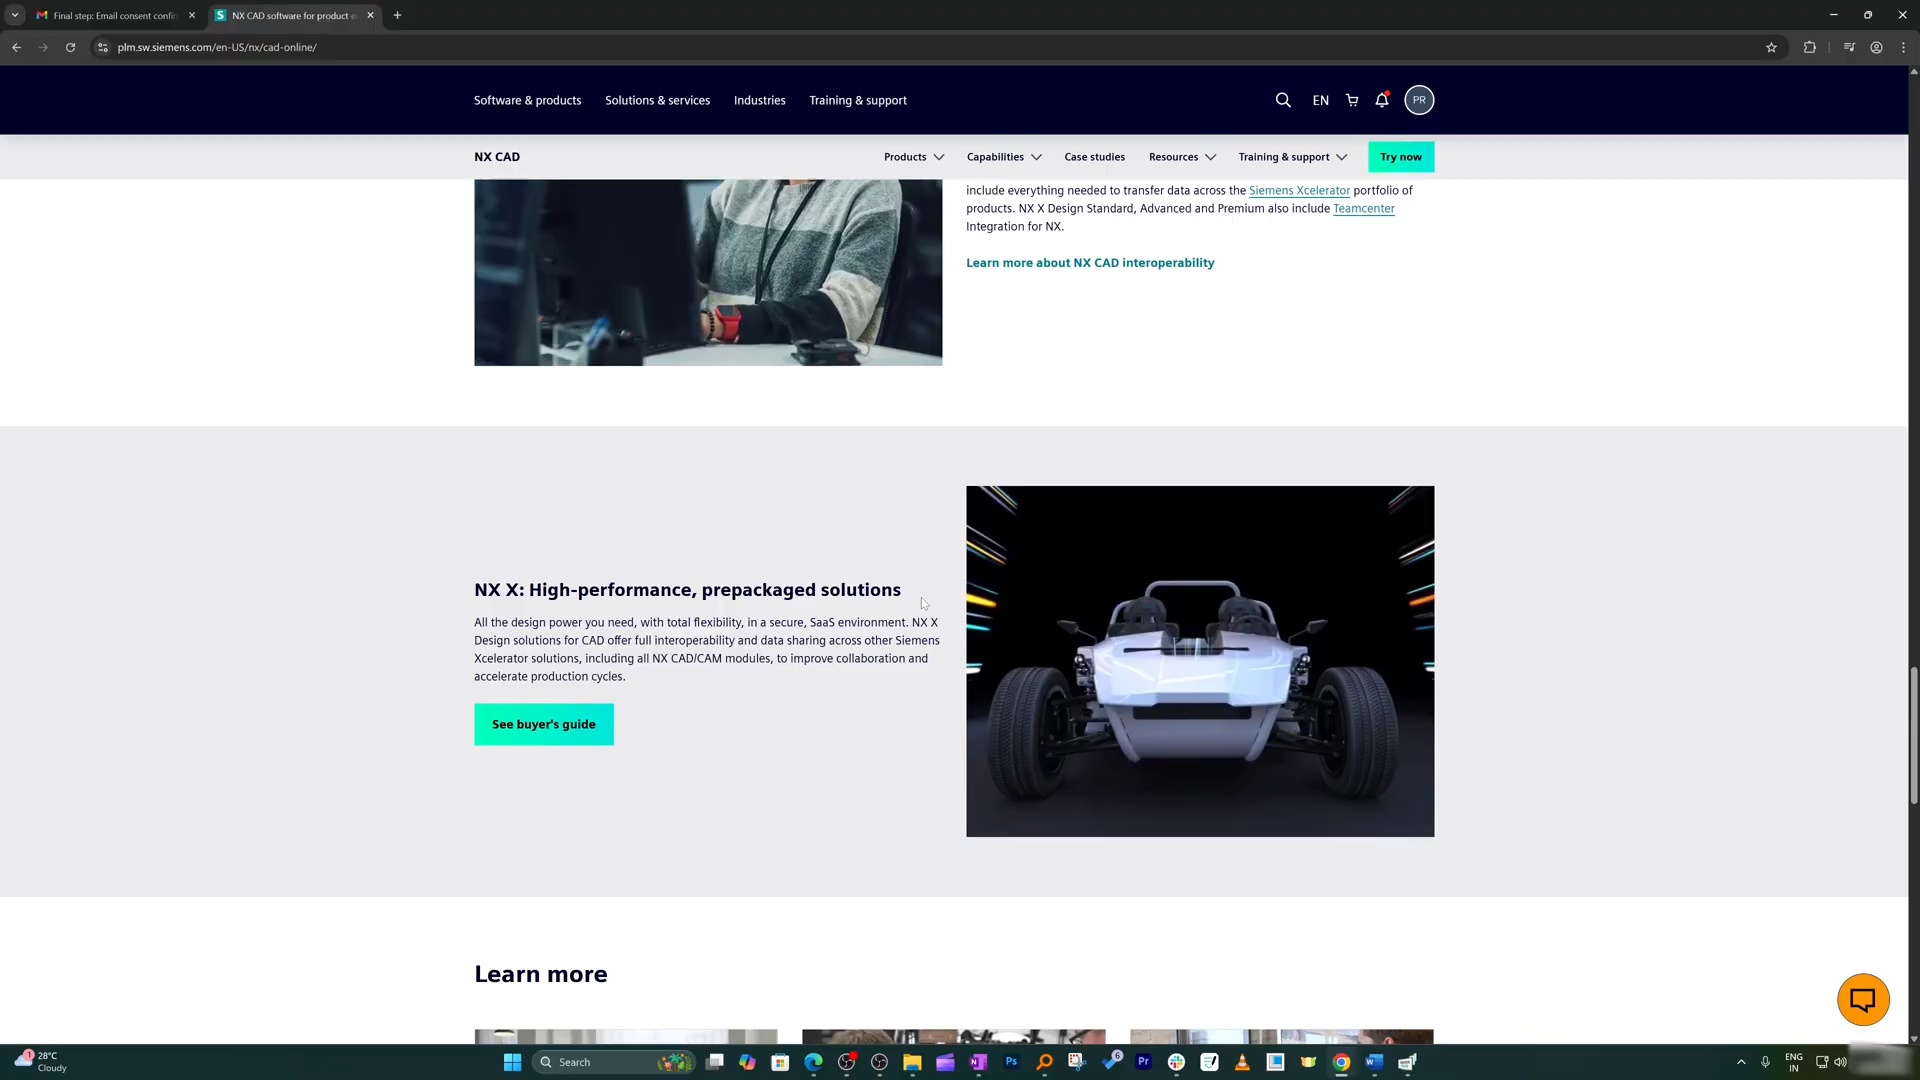 Final step: Email consent confir
NX CAD software for product e
plm.sw.siemens.com/en-US/nx/cad-online/
Software & products
Solutions & services
Industries
Training & support
EN
PR
NX CAD
Products
Capabilities
Case studies
Resources
Training & support
Try now
include everything needed to transfer data across the Siemens Xcelerator portfolio of
products. NX X Design Standard, Advanced and Premium also include Teamcenter
Integration for NX.
Learn more about NX CAD interoperability
NX X: High-performance, prepackaged solutions
All the design power you need, with total flexibility, in a secure, SaaS environment. NX X
Design solutions for CAD offer full interoperability and data sharing across other Siemens
Xcelerator solutions, including all NX CAD/CAM modules, to improve collaboration and
accelerate production cycles.
See buyer's guide
Learn more
1
28°C
Cloudy
Search
Ps
6
Pr
ENG
IN